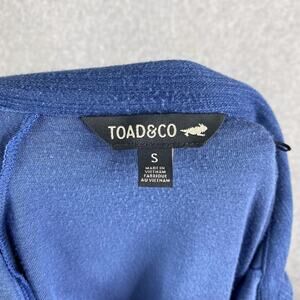 TOAD&CO
S
MADE IN
VIETNAM
FABRIQUÉ
AU VIETNAM